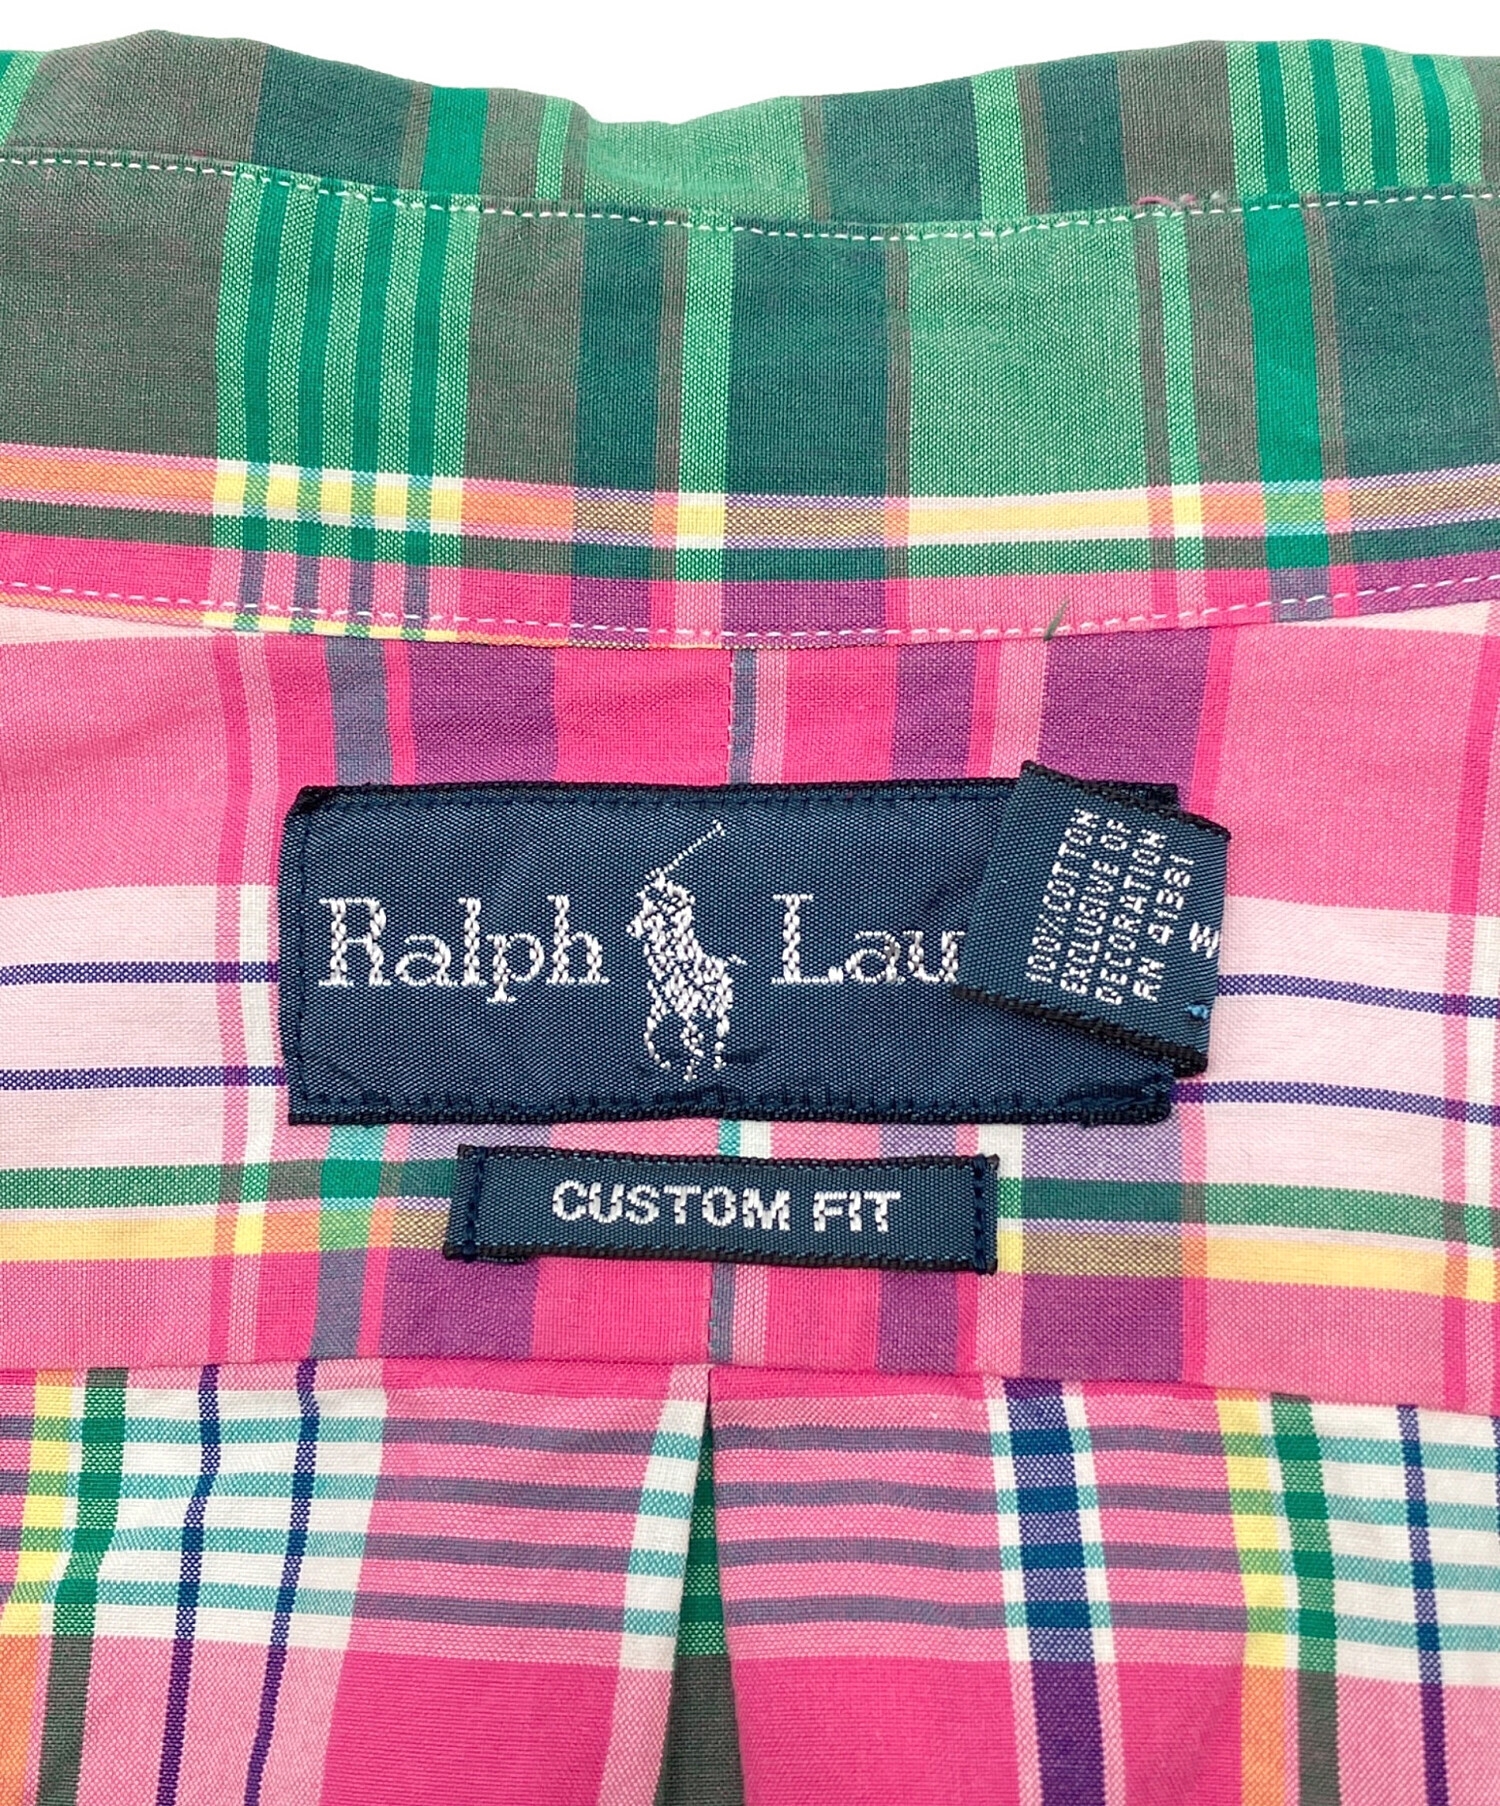 Ralph Lau
100% COTTON
EXCLUSIVE OF
DECORATION
RN 41381
M
CUSTOM FIT